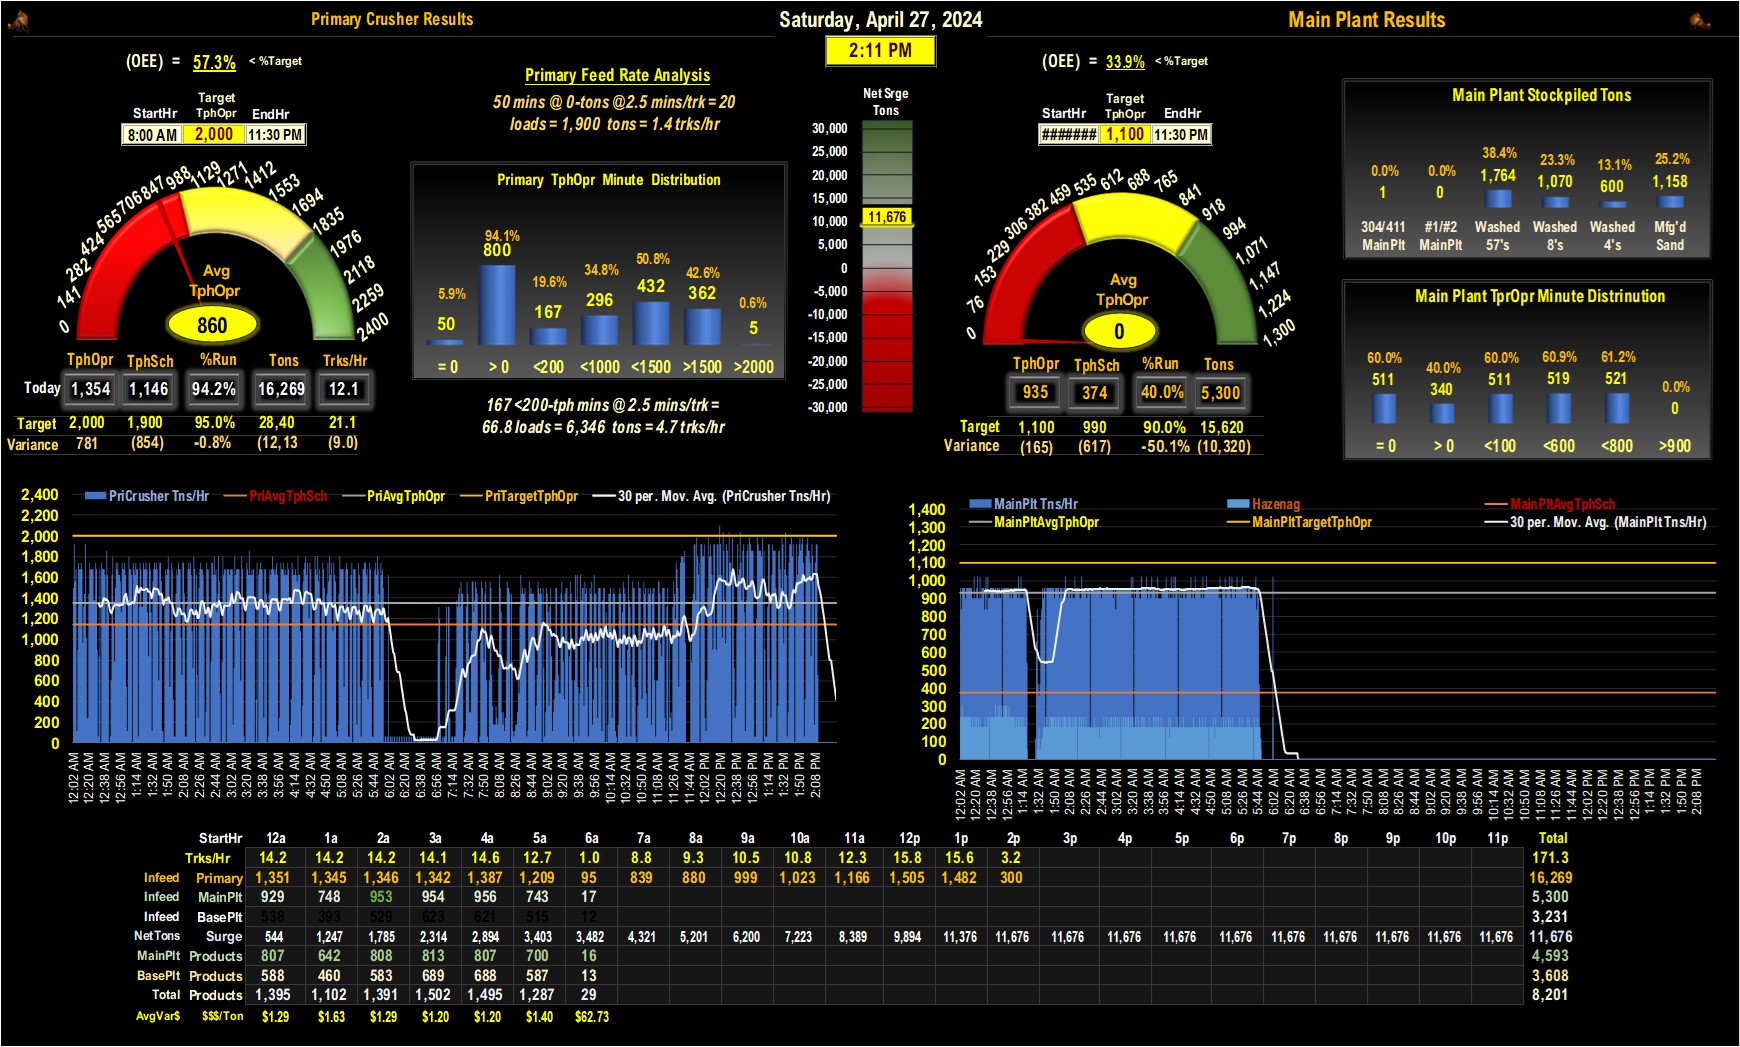 Primary Crusher Results
Saturday, April 27, 2024
Main Plant Results
2:11 PM
(OEE) = 57.3% < %Target
Target
StartHr TphOpr EndHr
8:00 AM 2,000 11:30 PM
0 141 282 424 565 706 847 988 1129 1271 1412 1553 1694 1835 1976 2118 2259 2400
Avg
TphOpr
860
TphOpr TphSch %Run Tons Trks/Hr
Today 1,354 1,146 94.2% 16,269 12.1
Target 2,000 1,900 95.0% 28,40 21.1
Variance 781 (854) -0.8% (12,13 (9.0)
Primary Feed Rate Analysis
50 mins @ 0-tons @2.5 mins/trk = 20
loads = 1,900 tons = 1.4 trks/hr
Primary TphOpr Minute Distribution
5.9% 94.1% 19.6% 34.8% 50.8% 42.6% 0.6%
50 800 167 296 432 362 5
= 0 > 0 <200 <1000 <1500 >1500 >2000
167 <200-tph mins @ 2.5 mins/trk =
66.8 loads = 6,346 tons = 4.7 trks/hr
Net Srge
Tons
30,000
25,000
20,000
15,000
10,000
5,000
0
-5,000
-10,000
-15,000
-20,000
-25,000
-30,000
11,676
(OEE) = 33.9% < %Target
Target
StartHr TphOpr EndHr
####### 1,100 11:30 PM
0 76 153 229 306 382 459 535 612 688 765 841 918 994 1,071 1,147 1,224 1,300
Avg
TphOpr
0
TphOpr TphSch %Run Tons
935 374 40.0% 5,300
Target 1,100 990 90.0% 15,620
Variance (165) (617) -50.1% (10,320)
Main Plant Stockpiled Tons
0.0% 0.0% 38.4% 23.3% 13.1% 25.2%
1 0 1,764 1,070 600 1,158
304/411 #1/#2 Washed Washed Washed Mfg'd
MainPlt MainPlt 57's 8's 4's Sand
Main Plant TprOpr Minute Distrinution
60.0% 40.0% 60.0% 60.9% 61.2% 0.0%
511 340 511 519 521 0
= 0 > 0 <100 <600 <800 >900
PriCrusher Tns/Hr PriAvgTphSch PriAvgTphOpr PriTargetTphOpr 30 per. Mov. Avg. (PriCrusher Tns/Hr)
2,400
2,200
2,000
1,800
1,600
1,400
1,200
1,000
800
600
400
200
0
12:02 AM 12:20 AM 12:38 AM 12:56 AM 1:14 AM 1:32 AM 1:50 AM 2:08 AM 2:26 AM 2:44 AM 3:02 AM 3:20 AM 3:38 AM 3:56 AM 4:14 AM 4:32 AM 4:50 AM 5:08 AM 5:26 AM 5:44 AM 6:02 AM 6:20 AM 6:38 AM 6:56 AM 7:14 AM 7:32 AM 7:50 AM 8:08 AM 8:26 AM 8:44 AM 9:02 AM 9:20 AM 9:38 AM 9:56 AM 10:14 AM 10:32 AM 10:50 AM 11:08 AM 11:26 AM 11:44 AM 12:02 PM 12:20 PM 12:38 PM 12:56 PM 1:14 PM 1:32 PM 1:50 PM 2:08 PM
MainPlt Tns/Hr Hazenag MainPltAvgTphSch
MainPltAvgTphOpr MainPltTargetTphOpr 30 per. Mov. Avg. (MainPlt Tns/Hr)
1,400
1,300
1,200
1,100
1,000
900
800
700
600
500
400
300
200
100
0
12:02 AM 12:20 AM 12:38 AM 12:56 AM 1:14 AM 1:32 AM 1:50 AM 2:08 AM 2:26 AM 2:44 AM 3:02 AM 3:20 AM 3:38 AM 3:56 AM 4:14 AM 4:32 AM 4:50 AM 5:08 AM 5:26 AM 5:44 AM 6:02 AM 6:20 AM 6:38 AM 6:56 AM 7:14 AM 7:32 AM 7:50 AM 8:08 AM 8:26 AM 8:44 AM 9:02 AM 9:20 AM 9:38 AM 9:56 AM 10:14 AM 10:32 AM 10:50 AM 11:08 AM 11:26 AM 11:44 AM 12:02 PM 12:20 PM 12:38 PM 12:56 PM 1:14 PM 1:32 PM 1:50 PM 2:08 PM
StartHr 12a 1a 2a 3a 4a 5a 6a 7a 8a 9a 10a 11a 12p 1p 2p 3p 4p 5p 6p 7p 8p 9p 10p 11p Total
Trks/Hr 14.2 14.2 14.2 14.1 14.6 12.7 1.0 8.8 9.3 10.5 10.8 12.3 15.8 15.6 3.2 171.3
Infeed Primary 1,351 1,345 1,346 1,342 1,387 1,209 95 839 880 999 1,023 1,166 1,505 1,482 300 16,269
Infeed MainPlt 929 748 953 954 956 743 17 5,300
Infeed BasePlt 538 393 529 623 621 515 12 3,231
NetTons Surge 544 1,247 1,785 2,314 2,894 3,403 3,482 4,321 5,201 6,200 7,223 8,389 9,894 11,376 11,676 11,676 11,676 11,676 11,676 11,676 11,676 11,676 11,676 11,676 11,676
MainPlt Products 807 642 808 813 807 700 16 4,593
BasePlt Products 588 460 583 689 688 587 13 3,608
Total Products 1,395 1,102 1,391 1,502 1,495 1,287 29 8,201
AvgVar$ $$$/Ton $1.29 $1.63 $1.29 $1.20 $1.20 $1.40 $62.73